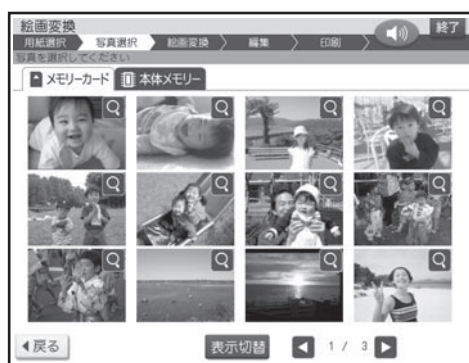 絵画変換
終了
用紙選択 写真選択 絵画変換 編集 印刷
写真を選択してください
メモリーカード 本体メモリー
戻る 表示切替 1 / 3